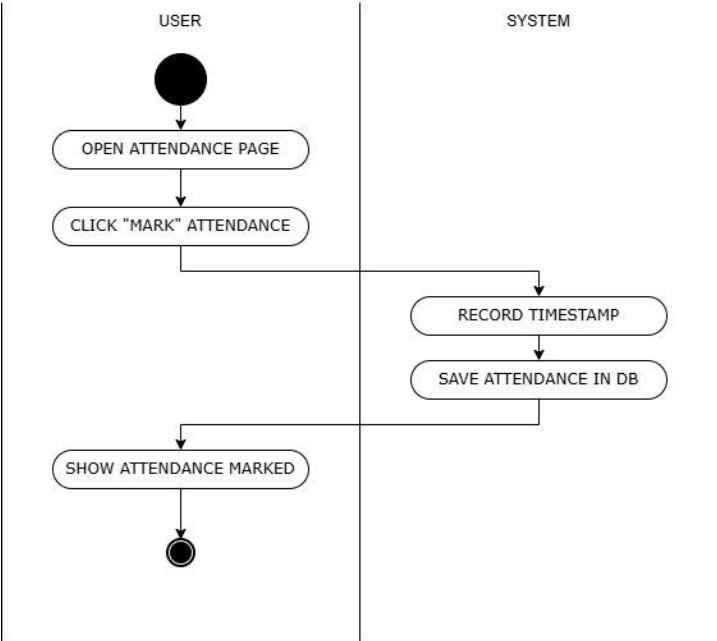 USER
SYSTEM
OPEN ATTENDANCE PAGE
CLICK "MARK" ATTENDANCE
RECORD TIMESTAMP
SAVE ATTENDANCE IN DB
SHOW ATTENDANCE MARKED